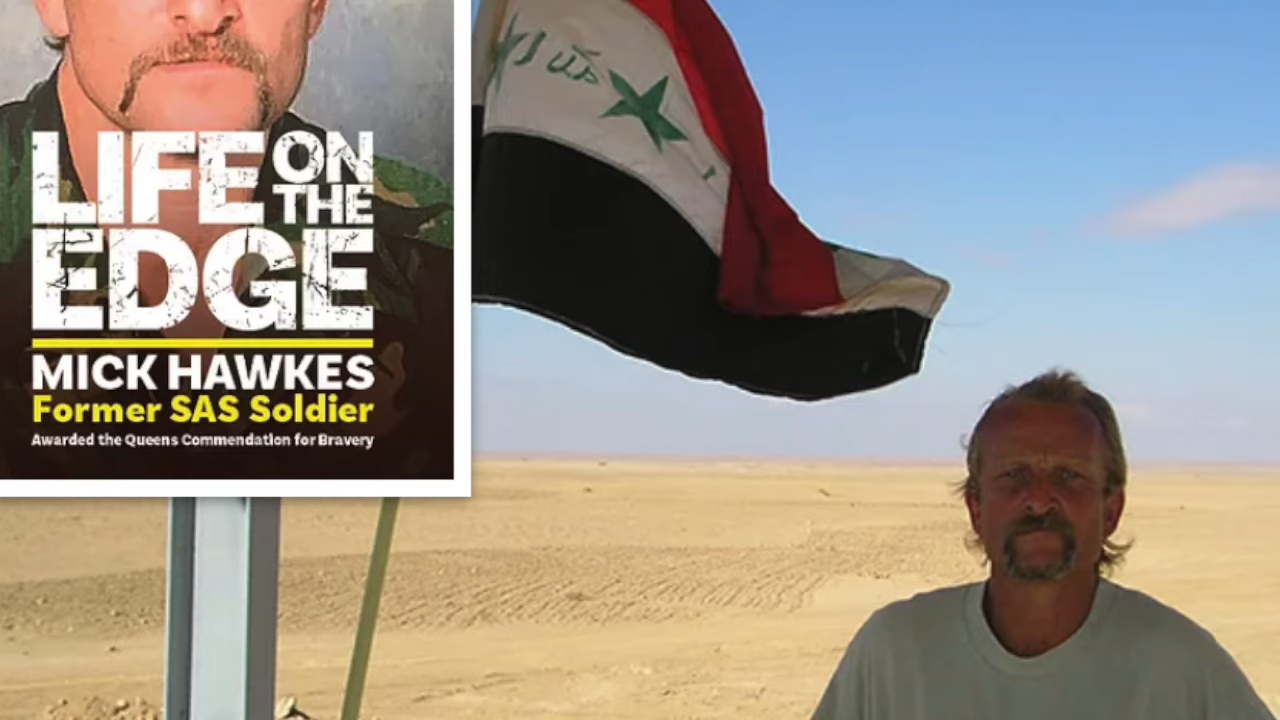 LIFE ON
THE
EDGE
MICK HAWKES
Former SAS Soldier
Awarded the Queens Commendation for Bravery